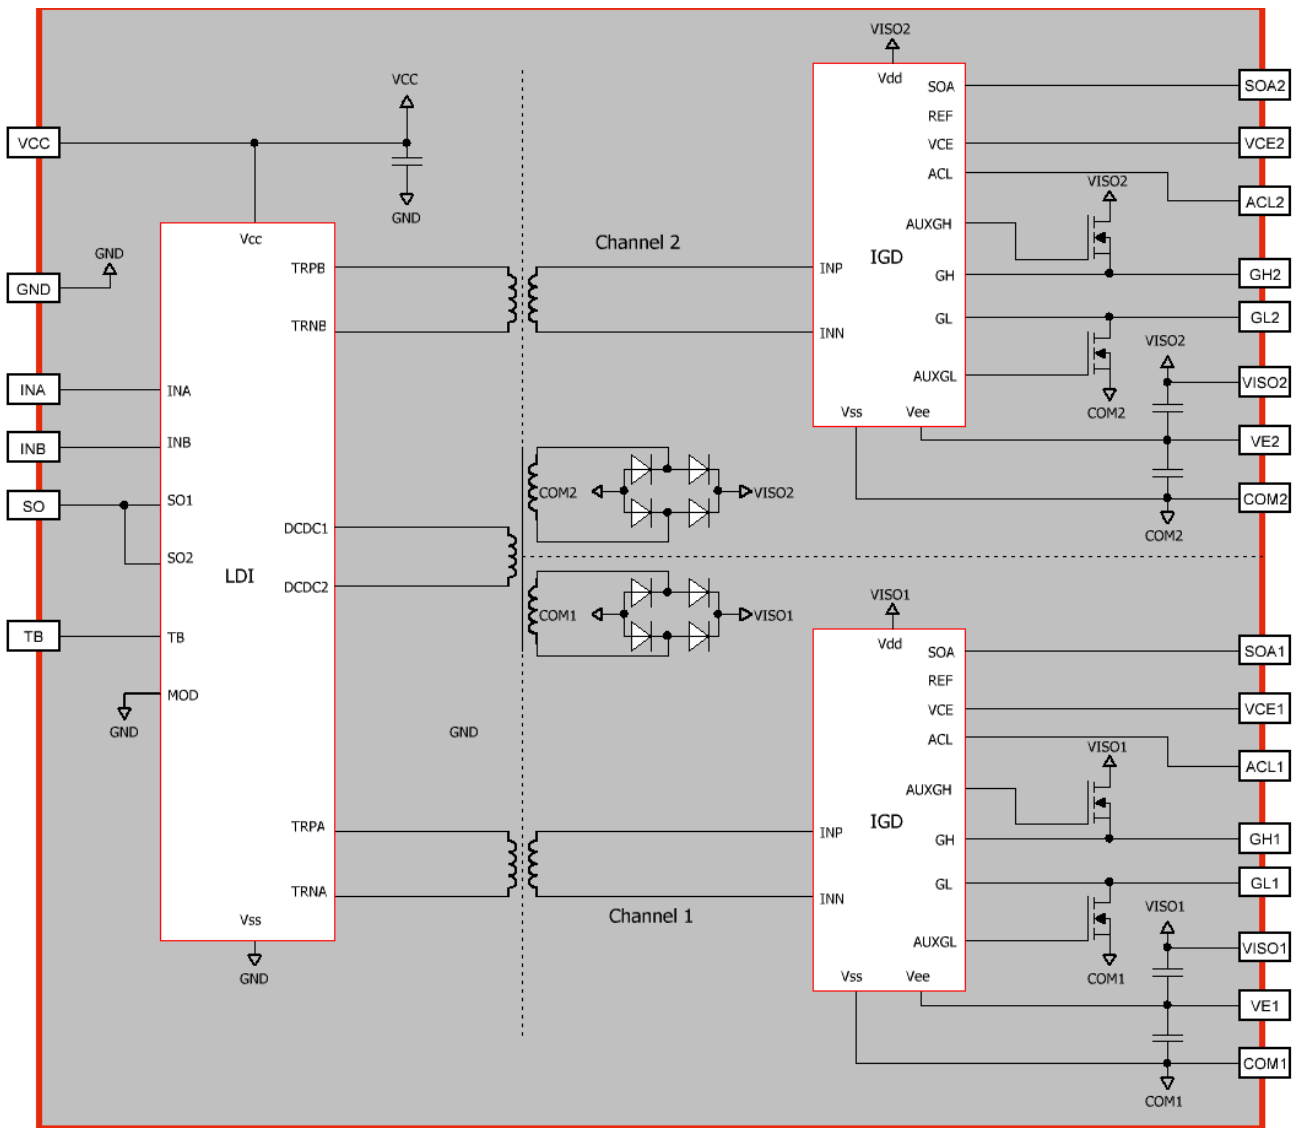 VISO2
Vdd
SOA
SOA2
VCC
REF
VCC
VCE
VCE2
ACL
VISO2
ACL2
GND
Vcc
Channel 2
AUXGH
IGD
GND
TRPB
INP
GH
GH2
GND
TRNB
INN
GL
GL2
VISO2
AUXGL
VISO2
INA
INA
Vss
Vee
COM2
INB
INB
VE2
COM2
VISO2
SO
SO1
COM2
DCDC1
COM2
SO2
LDI
DCDC2
VISO1
COM1
VISO1
TB
TB
Vdd
SOA
SOA1
REF
MOD
VCE
VCE1
GND
GND
ACL
VISO1
ACL1
AUXGH
TRPA
INP
IGD
GH
GH1
TRNA
INN
GL
GL1
Vss
Channel 1
VISO1
AUXGL
VISO1
GND
Vss
Vee
COM1
VE1
COM1
COM1